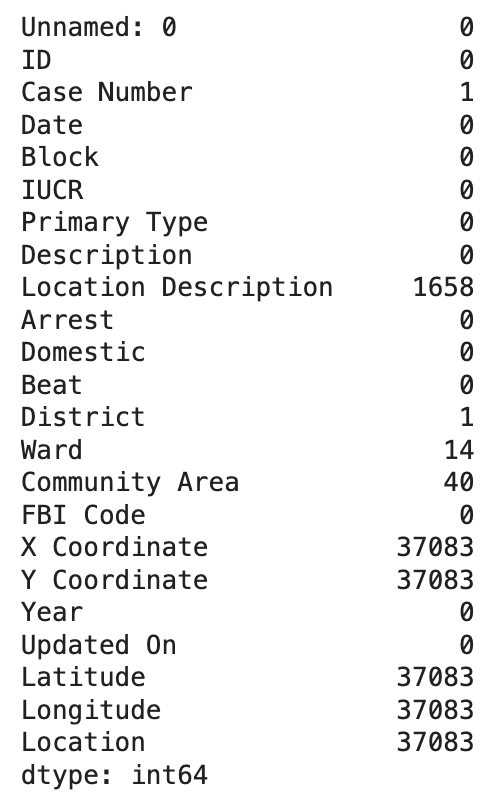 Unnamed: 0                  0
ID                          0
Case Number                 1
Date                        0
Block                       0
IUCR                        0
Primary Type                0
Description                 0
Location Description     1658
Arrest                      0
Domestic                    0
Beat                        0
District                    1
Ward                       14
Community Area             40
FBI Code                    0
X Coordinate            37083
Y Coordinate            37083
Year                        0
Updated On                  0
Latitude                37083
Longitude               37083
Location                37083
dtype: int64